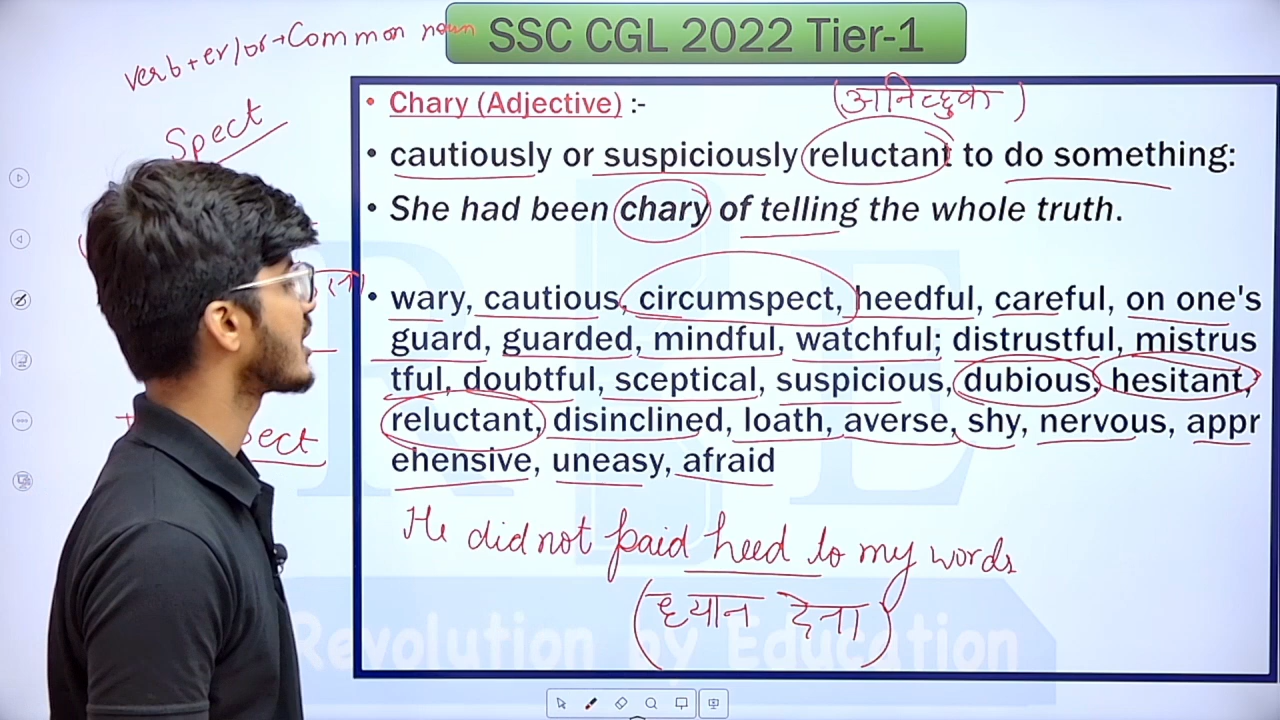 SSC CGL 2022 Tier-1
verb + er/or → Common noun
Spect
• Chary (Adjective) :-
(अनिच्छुक)
• cautiously or suspiciously reluctant to do something:
• She had been chary of telling the whole truth.
• wary, cautious, circumspect, heedful, careful, on one's
guard, guarded, mindful, watchful; distrustful, mistrus
tful, doubtful, sceptical, suspicious, dubious, hesitant,
reluctant, disinclined, loath, averse, shy, nervous, appr
ehensive, uneasy, afraid
He did not paid heed to my words
(ध्यान देना)
Revolution by Education